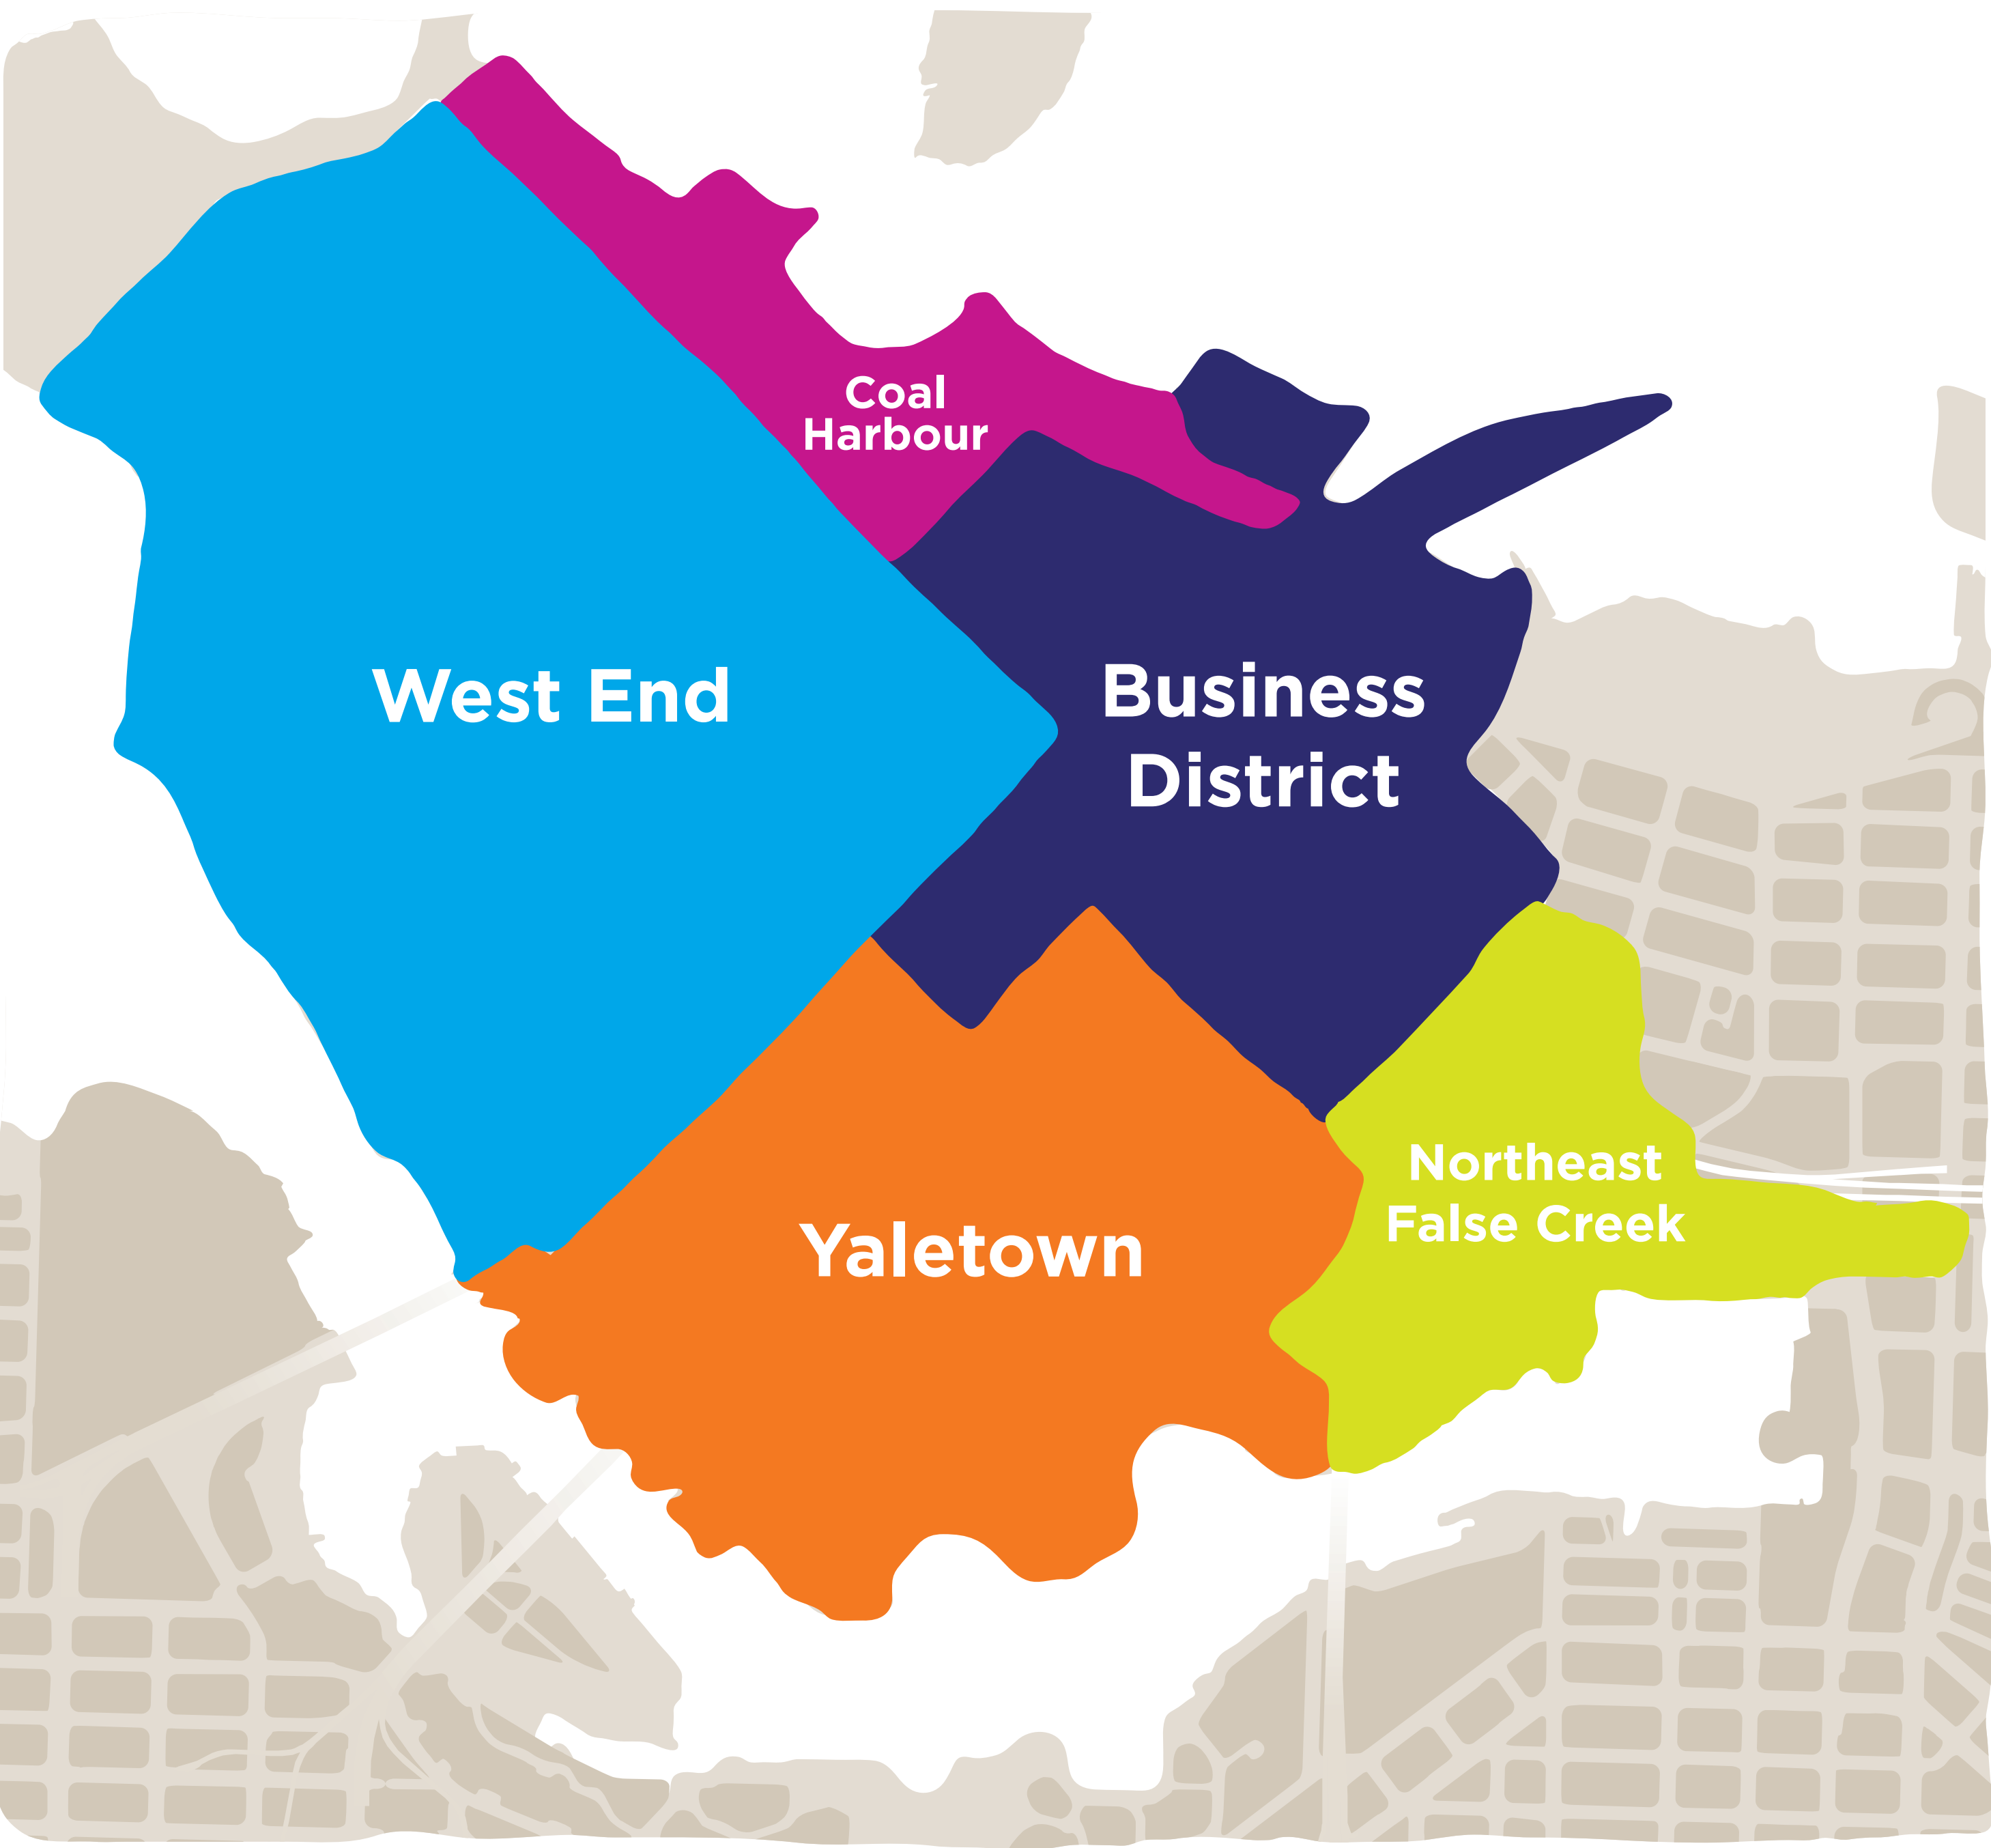 Coal
Harbour
West End
Business
District
Northeast
False Creek
Yaletown